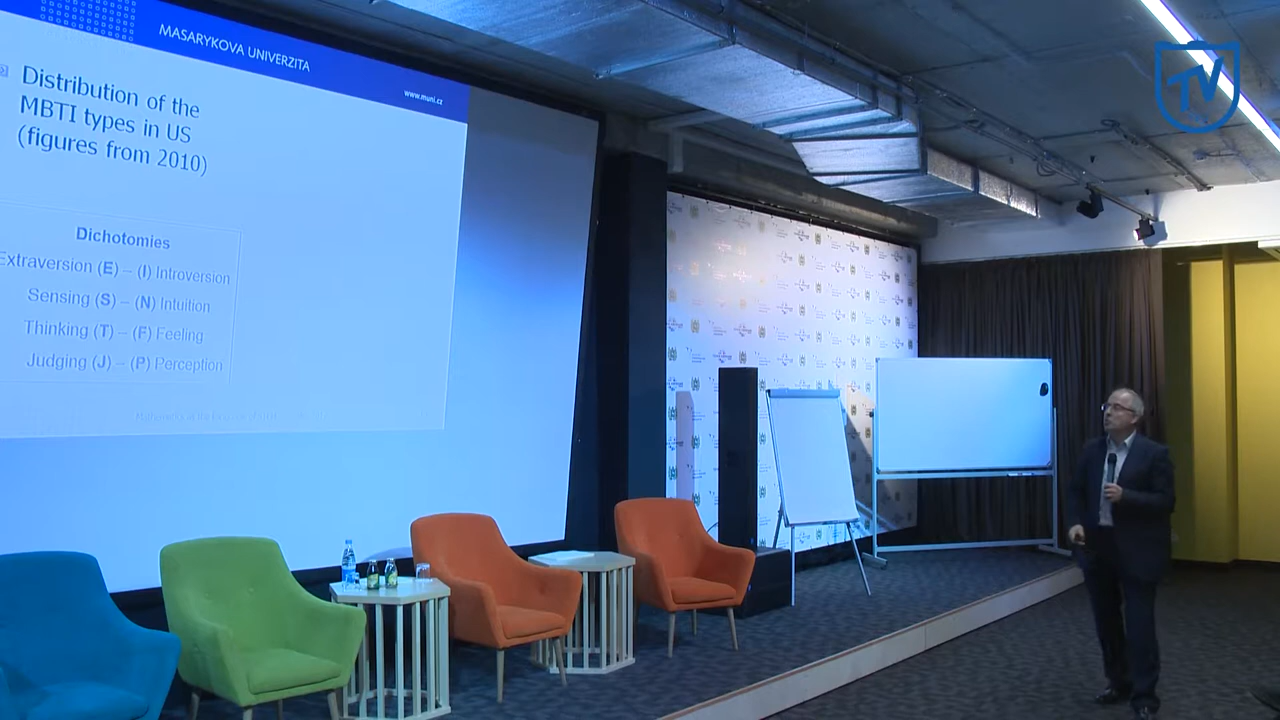 MASARYKOVA UNIVERZITA
www.muni.cz
Distribution of the
MBTI types in US
(figures from 2010)
Dichotomies
Extraversion (E) – (I) Introversion
Sensing (S) – (N) Intuition
Thinking (T) – (F) Feeling
Judging (J) – (P) Perception
TV